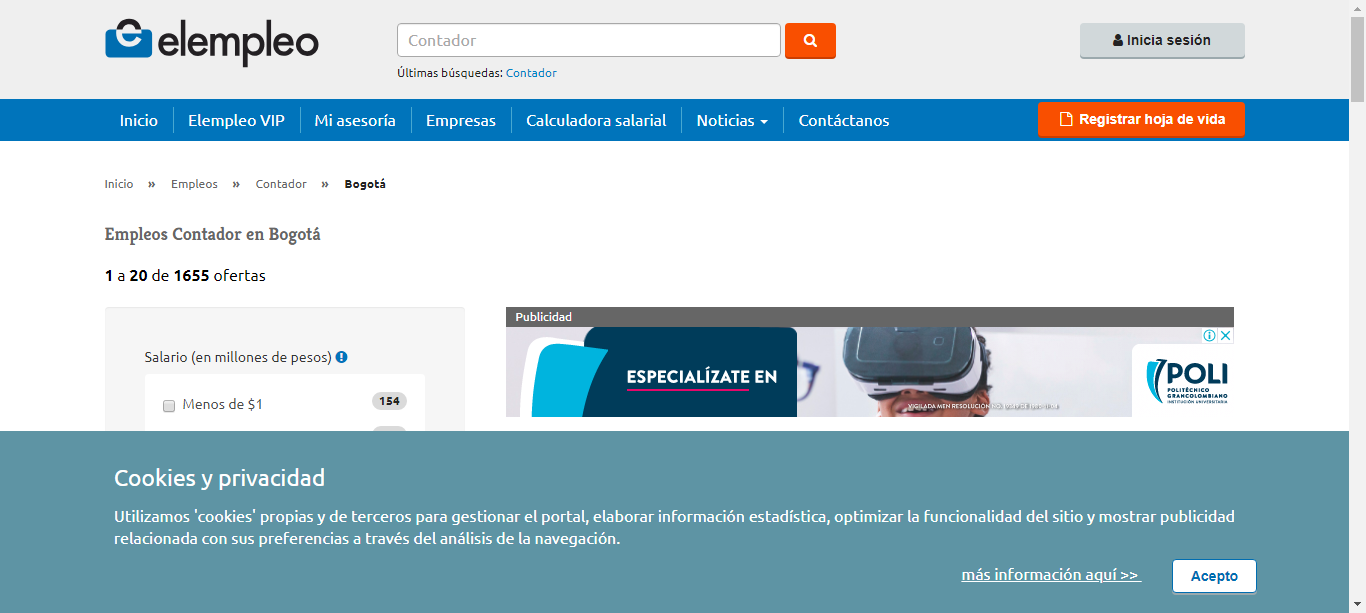 elempleo
Contador
Últimas búsquedas: Contador
Inicia sesión
Inicio
Elempleo VIP
Mi asesoría
Empresas
Calculadora salarial
Noticias
Contáctanos
Registrar hoja de vida
Inicio » Empleos » Contador » Bogotá
Empleos Contador en Bogotá
1 a 20 de 1655 ofertas
Salario (en millones de pesos)
Menos de $1 154
Publicidad
ESPECIALÍZATE EN
VIGILADA MEN
POLI
POLITÉCNICO
GRANCOLOMBIANO
INSTITUCIÓN UNIVERSITARIA
Cookies y privacidad
Utilizamos 'cookies' propias y de terceros para gestionar el portal, elaborar información estadística, optimizar la funcionalidad del sitio y mostrar publicidad
relacionada con sus preferencias a través del análisis de la navegación.
más información aquí >>
Acepto